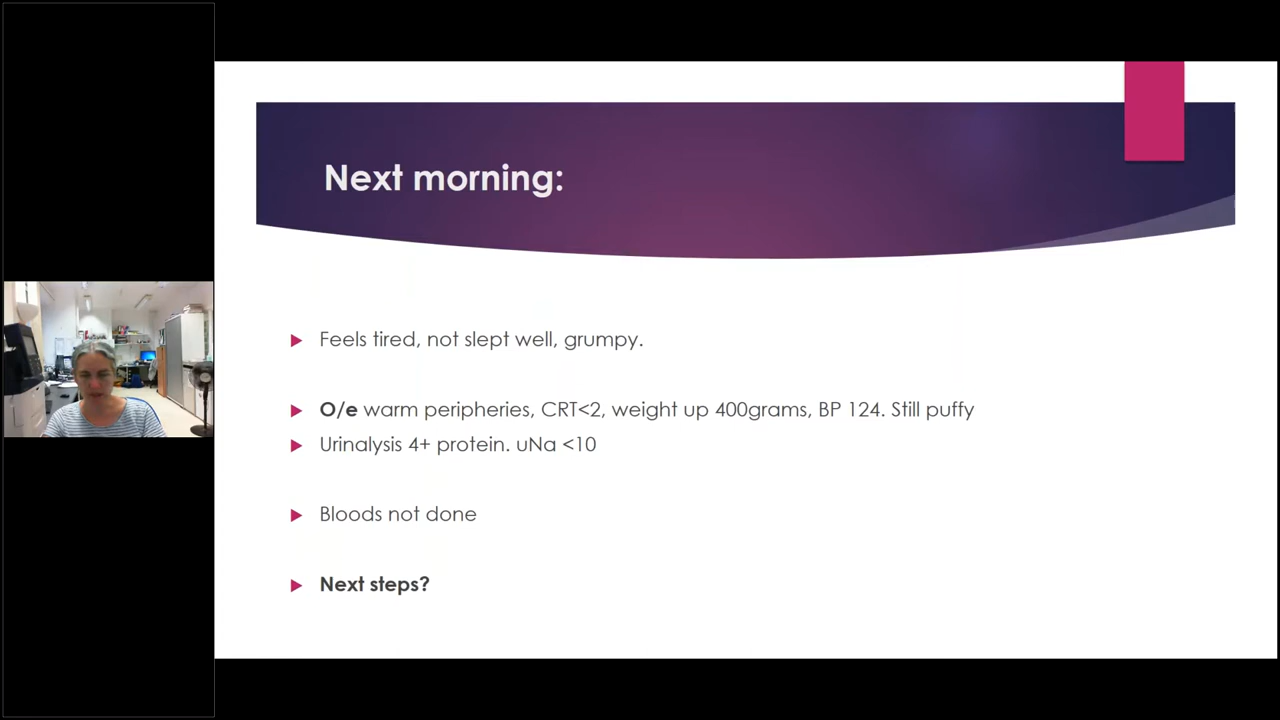 Next morning:
Feels tired, not slept well, grumpy.
O/e warm peripheries, CRT<2, weight up 400grams, BP 124. Still puffy
Urinalysis 4+ protein. uNa <10
Bloods not done
Next steps?